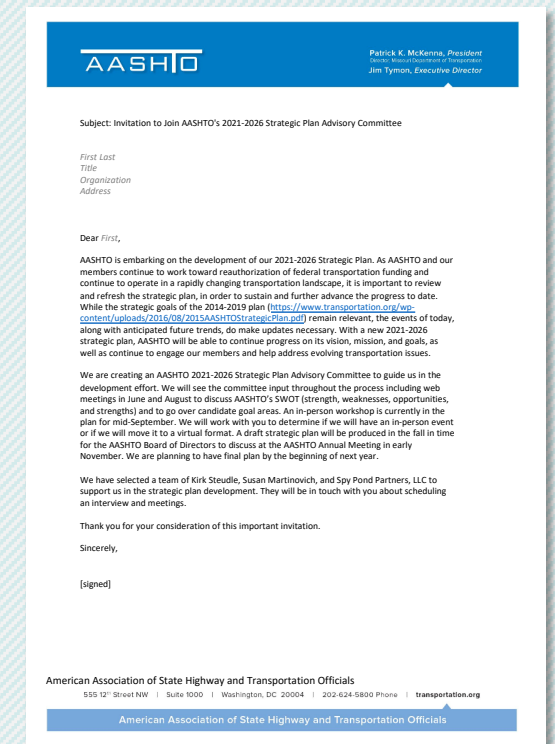 AASHTO
Patrick K. McKenna, President
Director, Missouri Department of Transportation
Jim Tymon, Executive Director
Subject: Invitation to Join AASHTO's 2021-2026 Strategic Plan Advisory Committee
First Last
Title
Organization
Address
Dear First,
AASHTO is embarking on the development of our 2021-2026 Strategic Plan. As AASHTO and our
members continue to work toward reauthorization of federal transportation funding and
continue to operate in a rapidly changing transportation landscape, it is important to review
and refresh the strategic plan, in order to sustain and further advance the progress to date.
While the strategic goals of the 2014-2019 plan (https://www.transportation.org/wp-
content/uploads/2016/08/2015AASHTOStrategicPlan.pdf) remain relevant, the events of today,
along with anticipated future trends, do make updates necessary. With a new 2021-2026
strategic plan, AASHTO will be able to continue progress on its vision, mission, and goals, as
well as continue to engage our members and help address evolving transportation issues.
We are creating an AASHTO 2021-2026 Strategic Plan Advisory Committee to guide us in the
development effort. We will see the committee input throughout the process including web
meetings in June and August to discuss AASHTO's SWOT (strength, weaknesses, opportunities,
and strengths) and to go over candidate goal areas. An in-person workshop is currently in the
plan for mid-September. We will work with you to determine if we will have an in-person event
or if we will move it to a virtual format. A draft strategic plan will be produced in the fall in time
for the AASHTO Board of Directors to discuss at the AASHTO Annual Meeting in early
November. We are planning to have final plan by the beginning of next year.
We have selected a team of Kirk Steudle, Susan Martinovich, and Spy Pond Partners, LLC to
support us in the strategic plan development. They will be in touch with you about scheduling
an interview and meetings.
Thank you for your consideration of this important invitation.
Sincerely,
[signed]
American Association of State Highway and Transportation Officials
555 12th Street NW | Suite 1000 | Washington, DC 20004 | 202-624-5800 Phone | transportation.org
American Association of State Highway and Transportation Officials